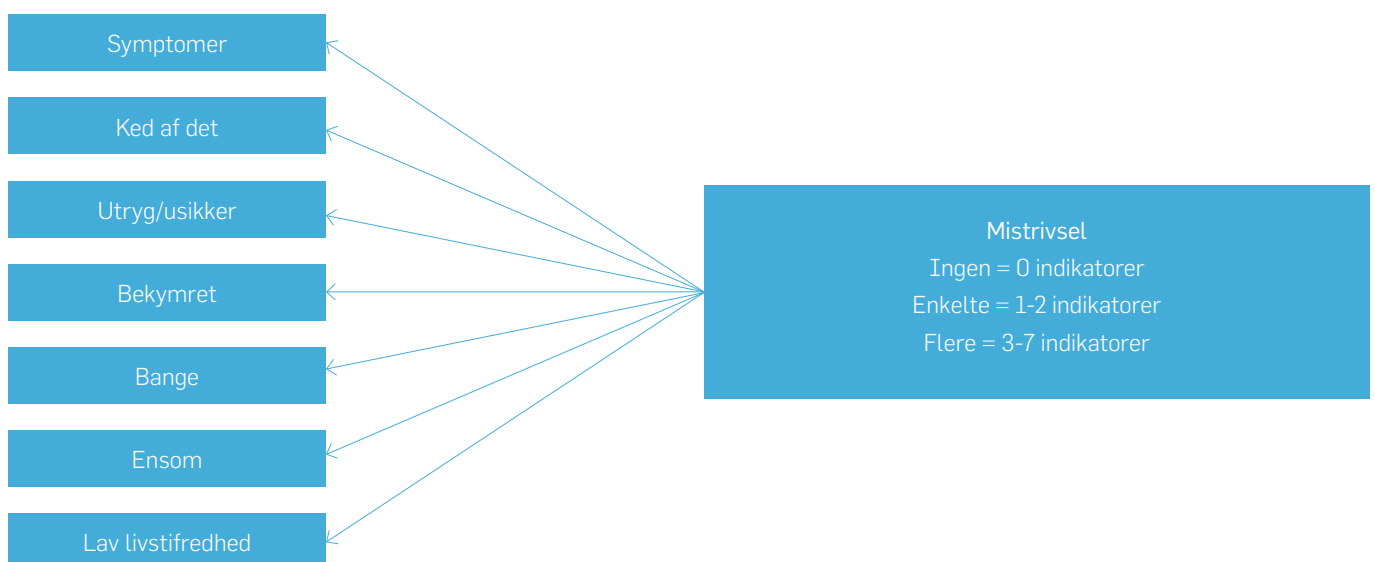 Symptomer
Ked af det
Utryg/usikker
Bekymret
Bange
Ensom
Lav livstifredhed
Mistrivsel
Ingen = 0 indikatorer
Enkelte = 1-2 indikatorer
Flere = 3-7 indikatorer